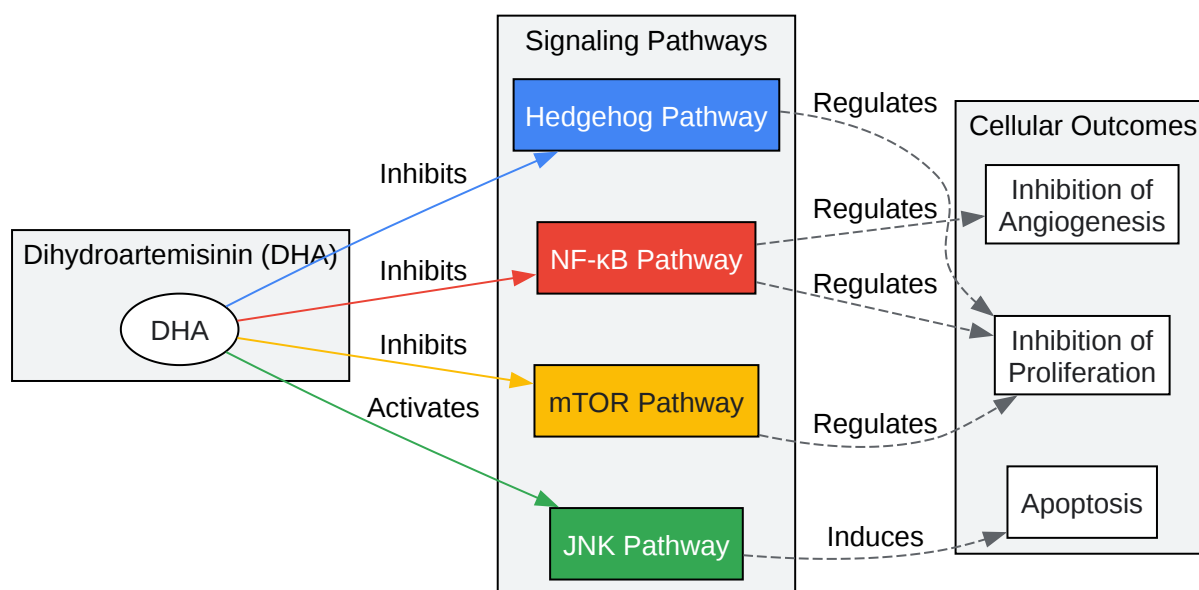 Signaling Pathways
Hedgehog Pathway
Regulates
Cellular Outcomes
Inhibits
Inhibition of
Angiogenesis
Regulates
Dihydroartemisinin (DHA)
Inhibits
NF-κB Pathway
Regulates
DHA
Inhibits
Inhibition of
Proliferation
Activates
mTOR Pathway
Regulates
Apoptosis
JNK Pathway
Induces